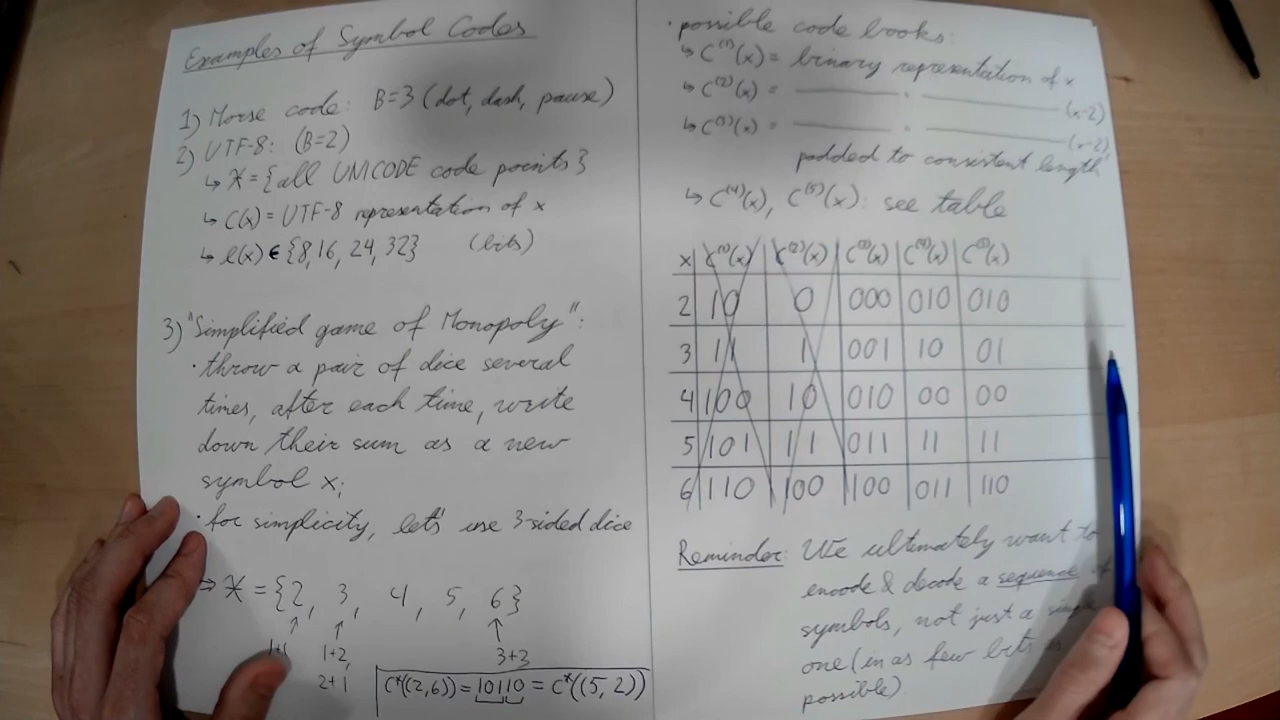 Examples of Symbol Codes
1) Morse code: B=3 (dot, dash, pause)
2) UTF-8: (B=2)
↳ 𝔛 = {all UNICODE code points}
↳ C(x) = UTF-8 representation of x
↳ ℓ(x) ∈ {8, 16, 24, 32} (bits)
3) "Simplified game of Monopoly":
· throw a pair of dice several
times, after each time, write
down their sum as a new
symbol xᵢ
· for simplicity, let's use 3-sided dice
⇒ 𝔛 = {2, 3, 4, 5, 6}
1+1 1+2, 3+3
2+1
C*((2,6)) = 10110 = C*((5,2))
· possible code books:
↳ C⁽¹⁾(x) = binary representation of x
↳ C⁽²⁾(x) = —— " —— (x-2)
↳ C⁽³⁾(x) = —— " —— (x-2)
padded to consistent length
↳ C⁽⁴⁾(x), C⁽⁵⁾(x): see table
x C⁽¹⁾(x) C⁽²⁾(x) C⁽³⁾(x) C⁽⁴⁾(x) C⁽⁵⁾(x)
2 10 0 000 010 010
3 11 1 001 10 01
4 100 10 010 00 00
5 101 11 011 11 11
6 110 100 100 011 110
Reminder: We ultimately want to
encode & decode a sequence
symbols, not just a
one (in as few bits as
possible).